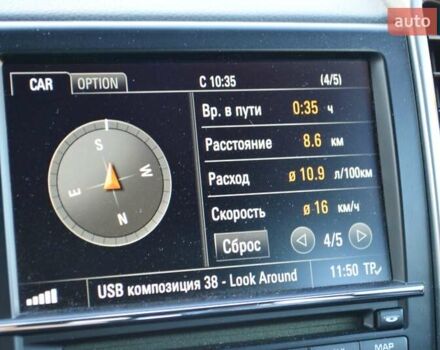 auto
CAR OPTION С 10:35 (4/5)
Вр. в пути 0:35 ч
Расстояние 8.6 км
Расход ø 10.9 л/100км
Скорость ø 16 км/ч
Сброс 4/5
S
W
E
N
USB композиция 38 - Look Around 11:50 TP
MAP